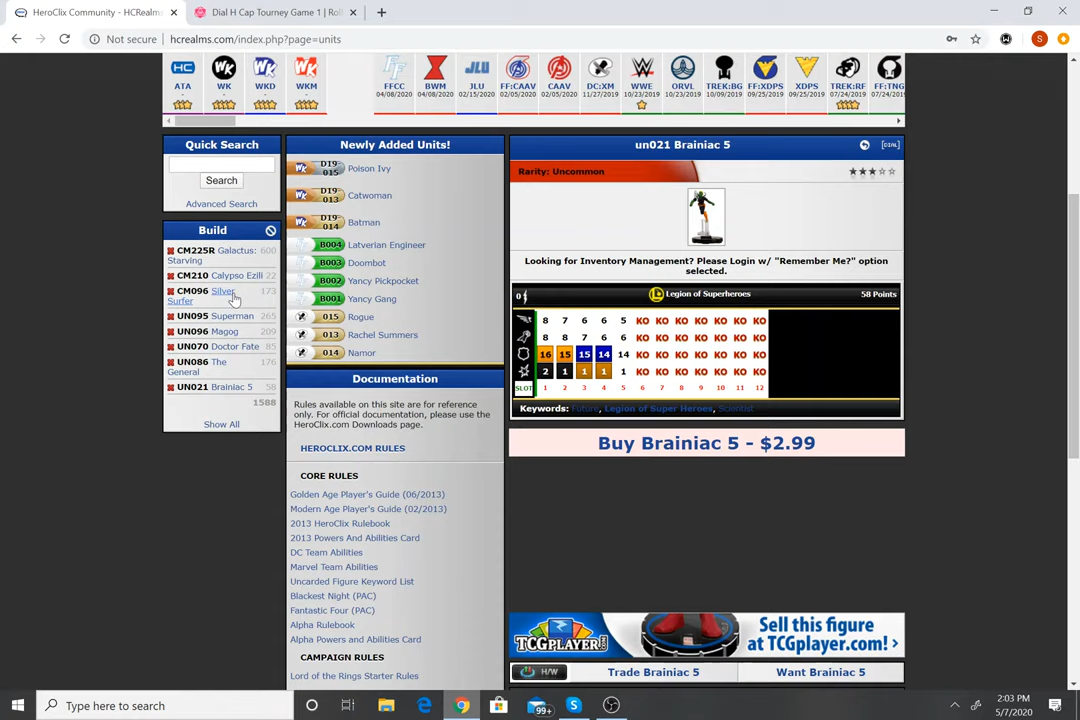 HeroClix Community - HCRealms
Dial H Cap Tourney Game 1 | Roll
Not secure
hcrealms.com/index.php?page=units
S
HC WK WK WK
ATA WK WKD WKM
FFCC BWM JLU FF:CAAV CAAV DC:XM WWE ORVL TREK:BG FF:XDPS XDPS TREK:RF FF:TNG
04/08/2020 04/08/2020 02/15/2020 02/05/2020 02/05/2020 11/27/2019 10/23/2019 10/23/2019 10/09/2019 09/25/2019 09/25/2019 07/24/2019 07/24/2019
Quick Search
Search
Advanced Search
Build
CM225R Galactus: Starving 600
CM210 Calypso Ezili 22
CM096 Silver Surfer 173
UN095 Superman 265
UN096 Magog 209
UN070 Doctor Fate 85
UN086 The General 176
UN021 Brainiac 5 58
1588
Show All
Newly Added Units!
D19-015 Poison Ivy
D19-013 Catwoman
D19-014 Batman
B004 Latverian Engineer
B003 Doombot
B002 Yancy Pickpocket
B001 Yancy Gang
015 Rogue
013 Rachel Summers
014 Namor
Documentation
Rules available on this site are for reference
only. For official documentation, please use the
HeroClix.com Downloads page.
HEROCLIX.COM RULES
CORE RULES
Golden Age Player's Guide (06/2013)
Modern Age Player's Guide (02/2013)
2013 HeroClix Rulebook
2013 Powers And Abilities Card
DC Team Abilities
Marvel Team Abilities
Uncarded Figure Keyword List
Blackest Night (PAC)
Fantastic Four (PAC)
Alpha Rulebook
Alpha Powers and Abilities Card
CAMPAIGN RULES
Lord of the Rings Starter Rules
un021 Brainiac 5
[DIAL]
Rarity: Uncommon
Looking for Inventory Management? Please Login w/ "Remember Me?" option
selected.
0
Legion of Superheroes
58 Points
8 7 6 6 5 KO KO KO KO KO KO KO
8 8 7 6 6 KO KO KO KO KO KO KO
16 15 15 14 14 KO KO KO KO KO KO KO
2 1 1 1 1 KO KO KO KO KO KO KO
SLOT 1 2 3 4 5 6 7 8 9 10 11 12
Keywords: Future, Legion of Super Heroes, Scientist
Buy Brainiac 5 - $2.99
TCGPLAYER.com
Sell this figure
at TCGplayer.com!
H/W
Trade Brainiac 5
Want Brainiac 5
Type here to search
99+
2:03 PM
5/7/2020